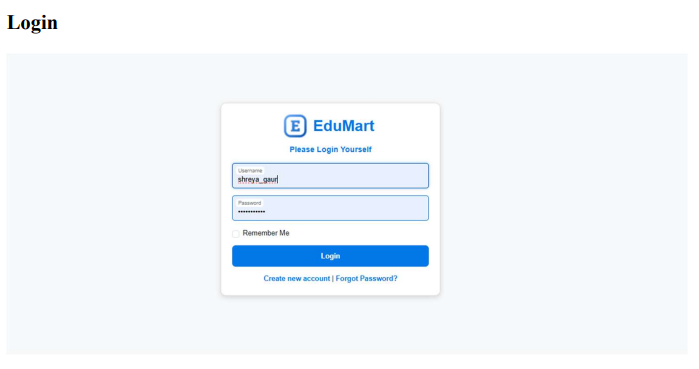 Login
E EduMart
Please Login Yourself
Username
shreya_gaur
Password
•••••••••••
Remember Me
Login
Create new account | Forgot Password?